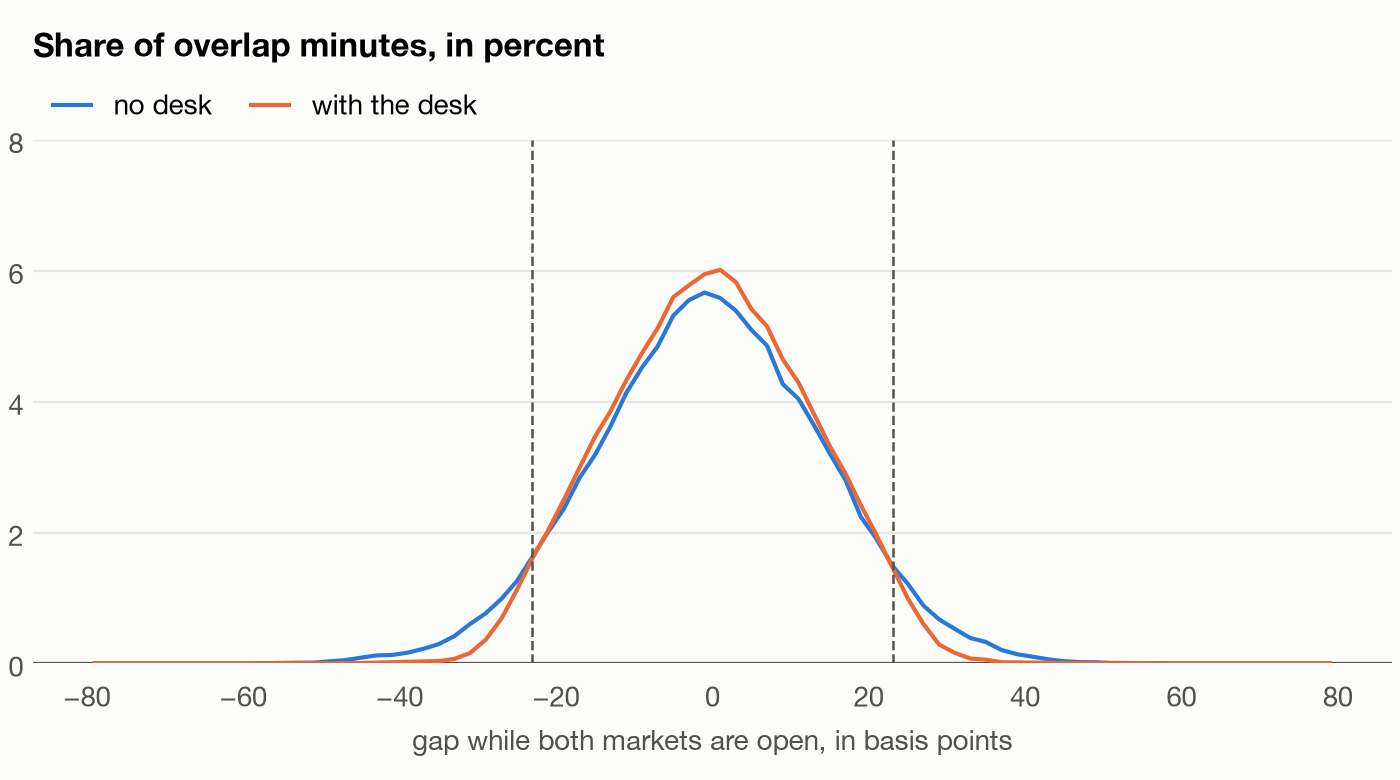 Share of overlap minutes, in percent
no desk with the desk
8
6
4
2
0
−80 −60 −40 −20 0 20 40 60 80
gap while both markets are open, in basis points